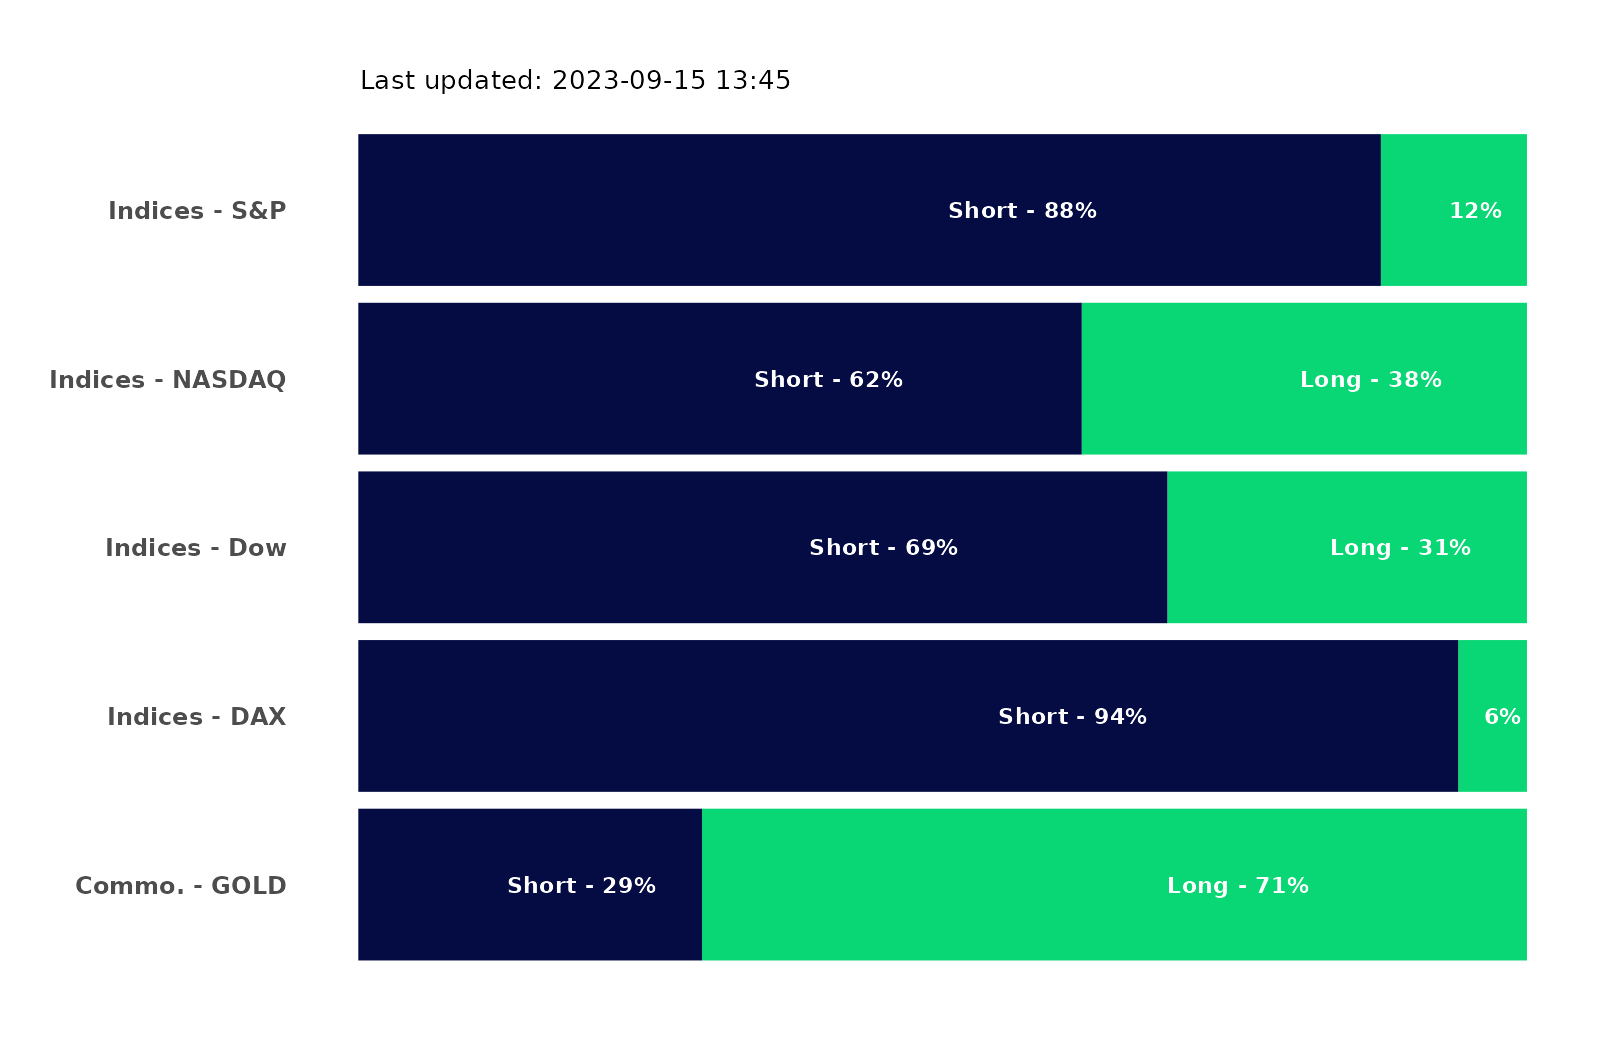 Last updated: 2023-09-15 13:45
Indices - S&P
Short - 88%
12%
Indices - NASDAQ
Short - 62%
Long - 38%
Indices - Dow
Short - 69%
Long - 31%
Indices - DAX
Short - 94%
6%
Commo. - GOLD
Short - 29%
Long - 71%